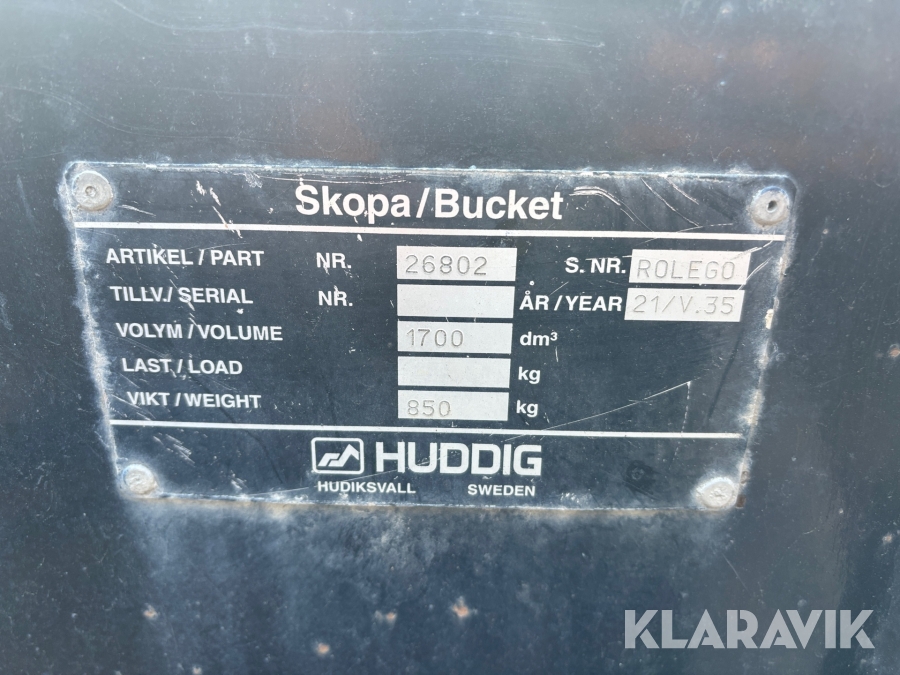 Skopa/Bucket
ARTIKEL/PART NR. 26802 S. NR. ROLEGO
TILLV./SERIAL NR. ÅR/YEAR 21/V.35
VOLYM/VOLUME 1700 dm³
LAST/LOAD kg
VIKT/WEIGHT 850 kg
HUDDIG
HUDIKSVALL SWEDEN
KLARAVIK